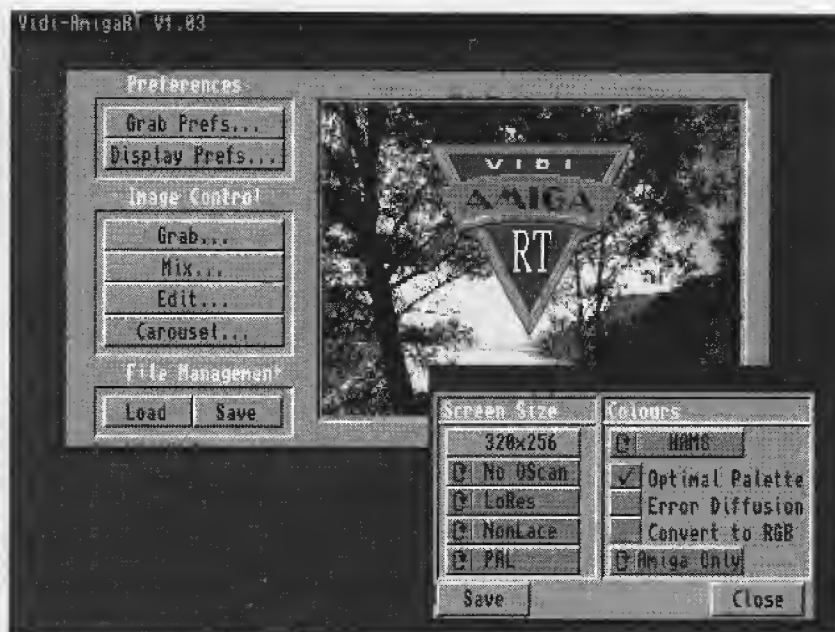 Vidi-AmigaRT V1.03
Preferences
Grab Prefs...
Display Prefs...
Image Control
Grab...
Mix...
Edit...
Carousel...
File Management
Load Save
VIDI
AMIGA
RT
Screen Size
320x256
No OScan
LoRes
NonLace
PAL
Save
Colours
HAM8
Optimal Palette
Error Diffusion
Convert to RGB
Amiga Only
Close